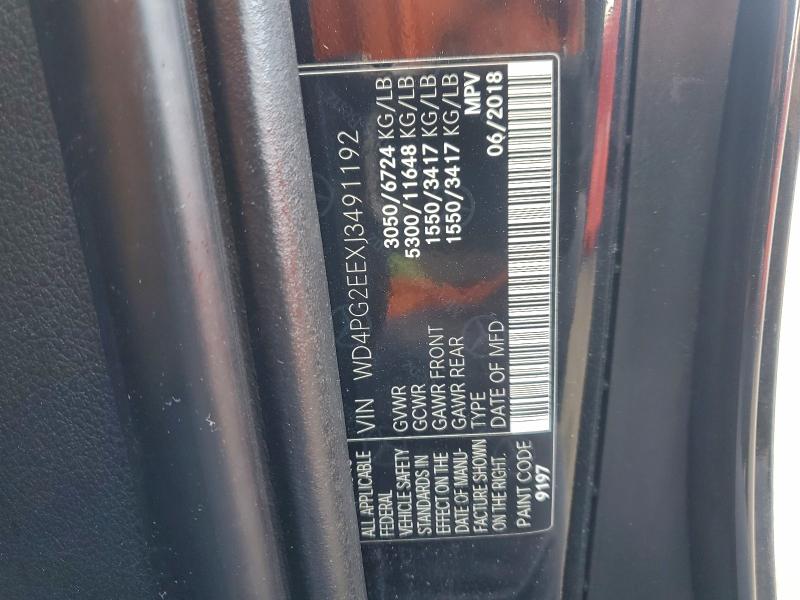 VIN WD4PG2EEXJ3491192
GVWR 3050/6724 KG/LB
GCWR 5300/11648 KG/LB
GAWR FRONT 1550/3417 KG/LB
GAWR REAR 1550/3417 KG/LB
TYPE MPV
DATE OF MFD 06/2018
ALL APPLICABLE
FEDERAL
VEHICLE SAFETY
STANDARDS IN
EFFECT ON THE
DATE OF MANU-
FACTURE SHOWN
ON THE RIGHT.
PAINT CODE
9197